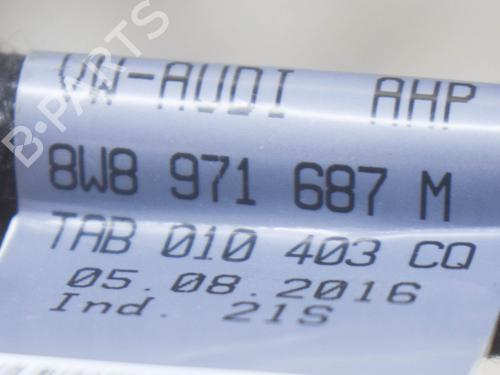 VW-AUDI AHP
8W8 971 687 M
TAB 010 403 CQ
05.08.2016
Ind. 21S
B-PARTS